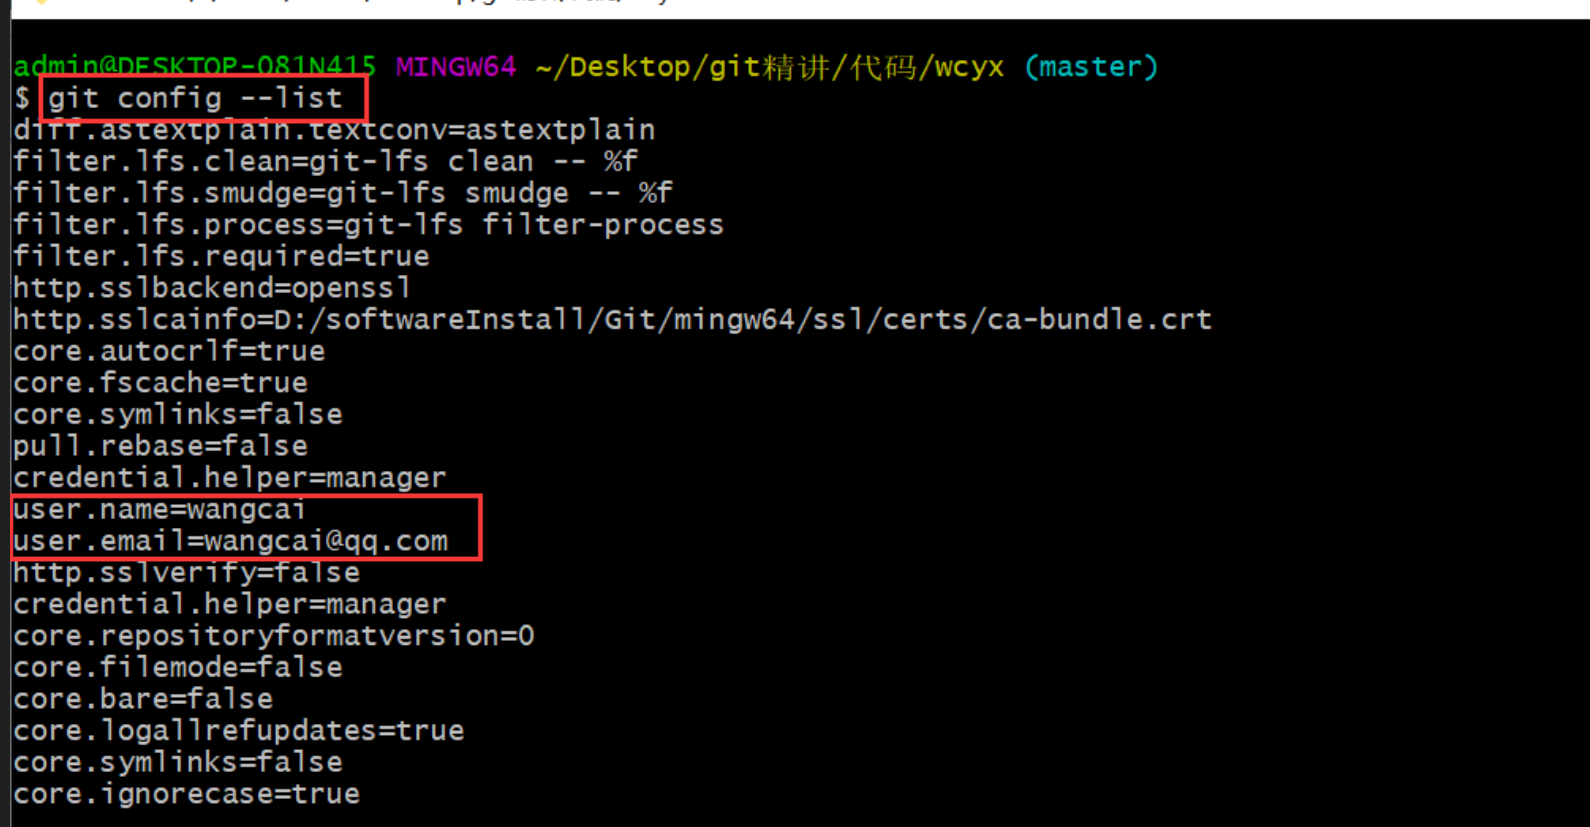 admin@DESKTOP-081N415 MINGW64 ~/Desktop/git精讲/代码/wcyx (master)
$ git config --list
diff.astextplain.textconv=astextplain
filter.lfs.clean=git-lfs clean -- %f
filter.lfs.smudge=git-lfs smudge -- %f
filter.lfs.process=git-lfs filter-process
filter.lfs.required=true
http.sslbackend=openssl
http.sslcainfo=D:/softwareInstall/Git/mingw64/ssl/certs/ca-bundle.crt
core.autocrlf=true
core.fscache=true
core.symlinks=false
pull.rebase=false
credential.helper=manager
user.name=wangcai
user.email=wangcai@qq.com
http.sslverify=false
credential.helper=manager
core.repositoryformatversion=0
core.filemode=false
core.bare=false
core.logallrefupdates=true
core.symlinks=false
core.ignorecase=true